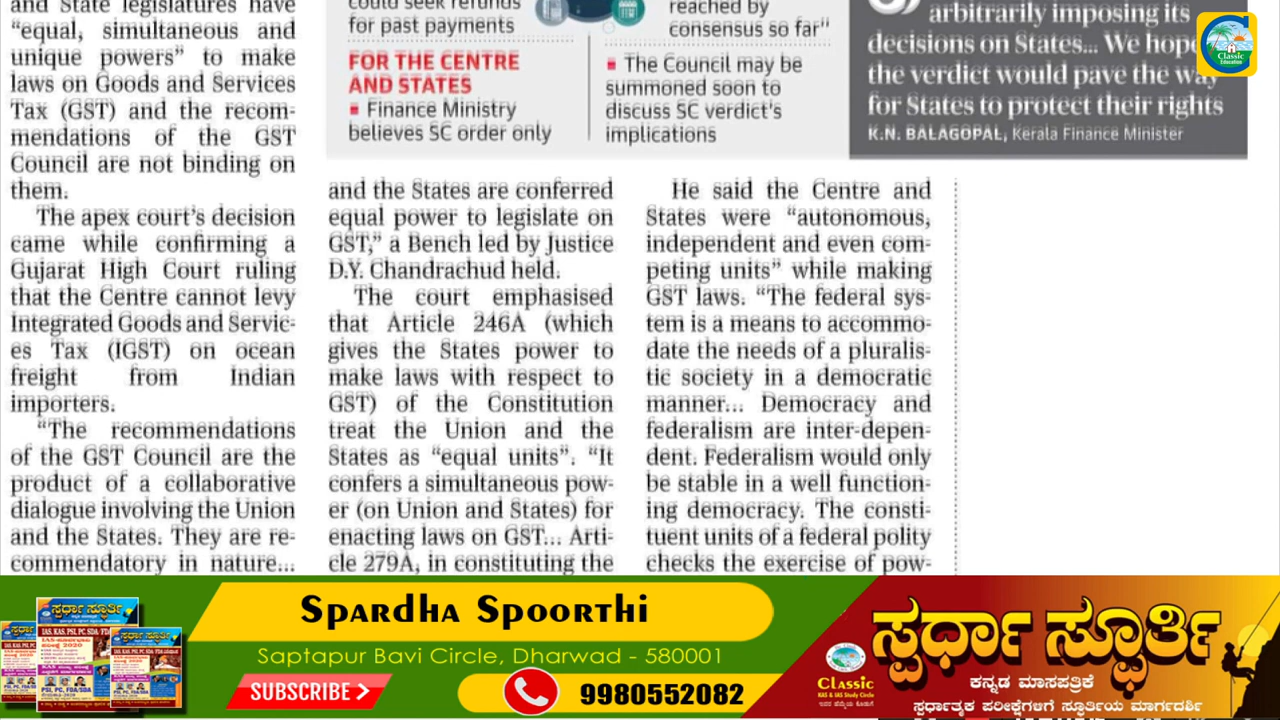 and State legislatures have
"equal, simultaneous and
unique powers" to make
laws on Goods and Services
Tax (GST) and the recom-
mendations of the GST
Council are not binding on
them.
The apex court's decision
came while confirming a
Gujarat High Court ruling
that the Centre cannot levy
Integrated Goods and Servic-
es Tax (IGST) on ocean
freight from Indian
importers.
"The recommendations
of the GST Council are the
product of a collaborative
dialogue involving the Union
and the States. They are re-
commendatory in nature...
could seek refunds
for past payments
FOR THE CENTRE
AND STATES
Finance Ministry
believes SC order only
reached by
consensus so far"
The Council may be
summoned soon to
discuss SC verdict's
implications
arbitrarily imposing its
decisions on States... We hope
the verdict would pave the way
for States to protect their rights
K.N. BALAGOPAL, Kerala Finance Minister
and the States are conferred
equal power to legislate on
GST," a Bench led by Justice
D.Y. Chandrachud held.
The court emphasised
that Article 246A (which
gives the States power to
make laws with respect to
GST) of the Constitution
treat the Union and the
States as "equal units". "It
confers a simultaneous pow-
er (on Union and States) for
enacting laws on GST... Arti-
cle 279A, in constituting the
He said the Centre and
States were "autonomous,
independent and even com-
peting units" while making
GST laws. "The federal sys-
tem is a means to accommo-
date the needs of a pluralis-
tic society in a democratic
manner... Democracy and
federalism are inter-depen-
dent. Federalism would only
be stable in a well function-
ing democracy. The consti-
tuent units of a federal polity
checks the exercise of pow-
Classic
Education
Spardha Spoorthi
Saptapur Bavi Circle, Dharwad - 580001
SUBSCRIBE
9980552082
ಸ್ಪರ್ಧಾ ಸ್ಫೂರ್ತಿ
Classic
KAS & IAS Study Circle
ಸ್ಪರ್ಧಾ ಸ್ಫೂರ್ತಿ
ಕನ್ನಡ ಮಾಸಪತ್ರಿಕೆ
ಸ್ಪರ್ಧಾತ್ಮಕ ಪರೀಕ್ಷೆಗಳಿಗೆ ಸ್ಫೂರ್ತಿಯ ಮಾರ್ಗದರ್ಶಿ